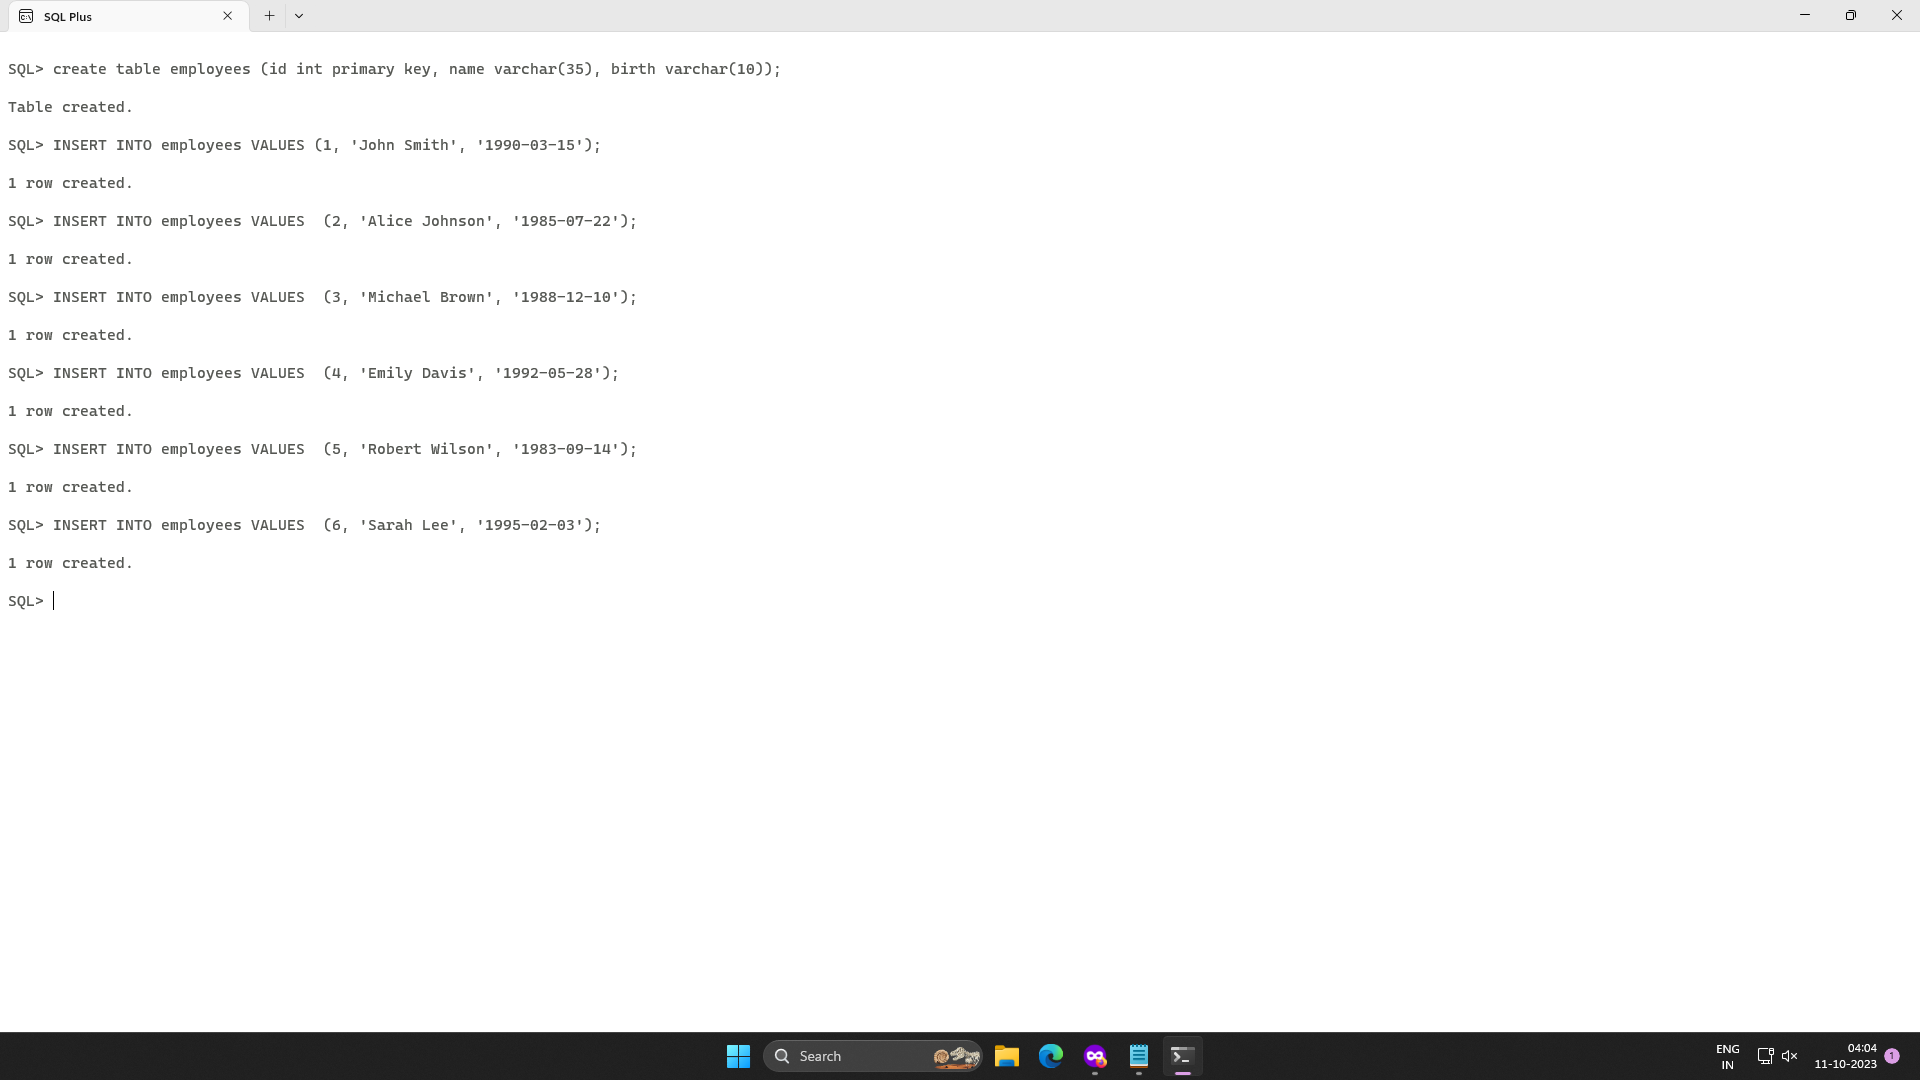 SQL Plus
SQL> create table employees (id int primary key, name varchar(35), birth varchar(10));
Table created.
SQL> INSERT INTO employees VALUES (1, 'John Smith', '1990-03-15');
1 row created.
SQL> INSERT INTO employees VALUES  (2, 'Alice Johnson', '1985-07-22');
1 row created.
SQL> INSERT INTO employees VALUES  (3, 'Michael Brown', '1988-12-10');
1 row created.
SQL> INSERT INTO employees VALUES  (4, 'Emily Davis', '1992-05-28');
1 row created.
SQL> INSERT INTO employees VALUES  (5, 'Robert Wilson', '1983-09-14');
1 row created.
SQL> INSERT INTO employees VALUES  (6, 'Sarah Lee', '1995-02-03');
1 row created.
SQL>
Search
ENG
IN
04:04
11-10-2023
1